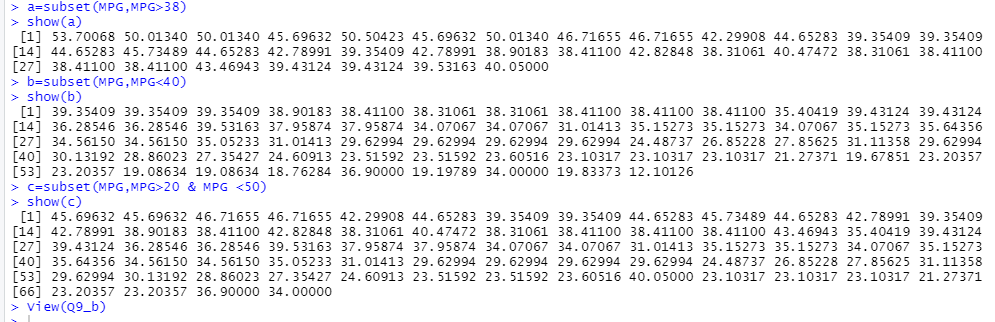 > a=subset(MPG,MPG>38)
> show(a)
[1] 53.70068 50.01340 50.01340 45.69632 50.50423 45.69632 50.01340 46.71655 46.71655 42.29908 44.65283 39.35409 39.35409
[14] 44.65283 45.73489 44.65283 42.78991 39.35409 42.78991 38.90183 38.41100 42.82848 38.31061 40.47472 38.31061 38.41100
[27] 38.41100 38.41100 43.46943 39.43124 39.43124 39.53163 40.05000
> b=subset(MPG,MPG<40)
> show(b)
[1] 39.35409 39.35409 39.35409 38.90183 38.41100 38.31061 38.31061 38.41100 38.41100 38.41100 35.40419 39.43124 39.43124
[14] 36.28546 36.28546 39.53163 37.95874 37.95874 34.07067 34.07067 31.01413 35.15273 35.15273 34.07067 35.15273 35.64356
[27] 34.56150 34.56150 35.05233 31.01413 29.62994 29.62994 29.62994 29.62994 24.48737 26.85228 27.85625 31.11358 29.62994
[40] 30.13192 28.86023 27.35427 24.60913 23.51592 23.51592 23.60516 23.10317 23.10317 23.10317 21.27371 19.67851 23.20357
[53] 23.20357 19.08634 19.08634 18.76284 36.90000 19.19789 34.00000 19.83373 12.10126
> c=subset(MPG,MPG>20 & MPG <50)
> show(c)
[1] 45.69632 45.69632 46.71655 46.71655 42.29908 44.65283 39.35409 39.35409 44.65283 45.73489 44.65283 42.78991 39.35409
[14] 42.78991 38.90183 38.41100 42.82848 38.31061 40.47472 38.31061 38.41100 38.41100 38.41100 43.46943 35.40419 39.43124
[27] 39.43124 36.28546 36.28546 39.53163 37.95874 37.95874 34.07067 34.07067 31.01413 35.15273 35.15273 34.07067 35.15273
[40] 35.64356 34.56150 34.56150 35.05233 31.01413 29.62994 29.62994 29.62994 29.62994 24.48737 26.85228 27.85625 31.11358
[53] 29.62994 30.13192 28.86023 27.35427 24.60913 23.51592 23.51592 23.60516 40.05000 23.10317 23.10317 23.10317 21.27371
[66] 23.20357 23.20357 36.90000 34.00000
> View(Q9_b)
>